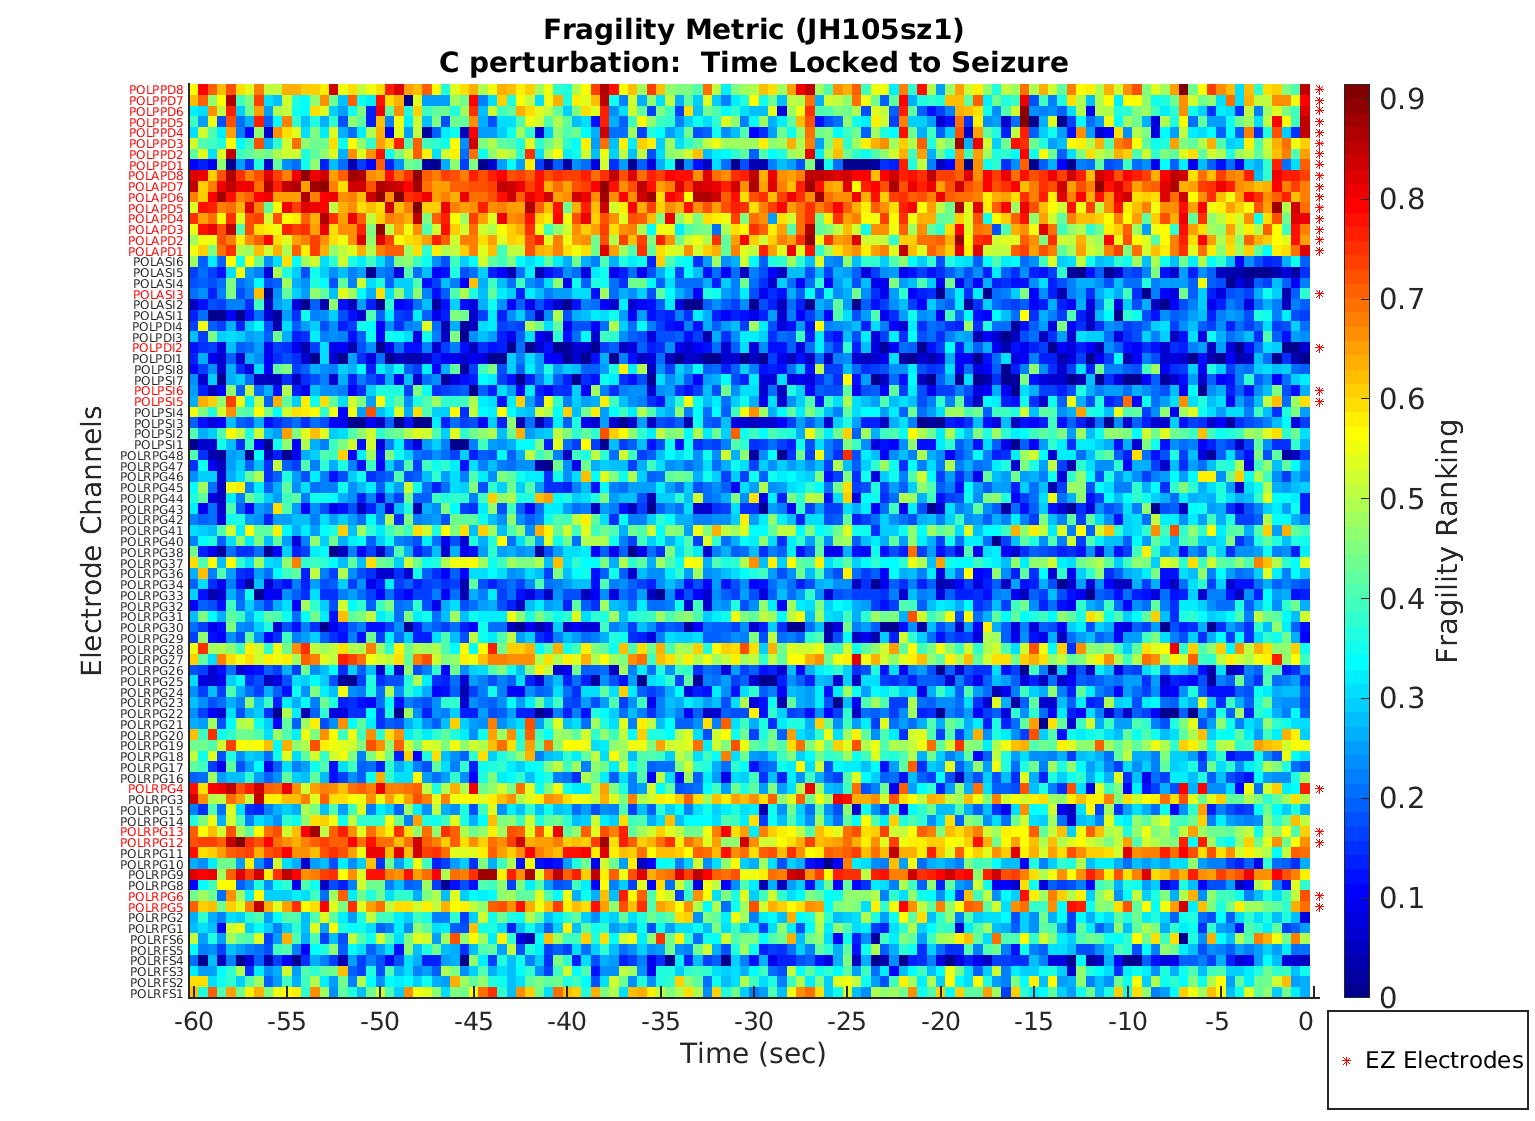 Fragility Metric (JH105sz1)
C perturbation:  Time Locked to Seizure
Electrode Channels
POLPPD8
POLPPD7
POLPPD6
POLPPD5
POLPPD4
POLPPD3
POLPPD2
POLPPD1
POLAPD8
POLAPD7
POLAPD6
POLAPD5
POLAPD4
POLAPD3
POLAPD2
POLAPD1
POLASI6
POLASI5
POLASI4
POLASI3
POLASI2
POLASI1
POLPDI4
POLPDI3
POLPDI2
POLPDI1
POLPSI8
POLPSI7
POLPSI6
POLPSI5
POLPSI4
POLPSI3
POLPSI2
POLPSI1
POLRPG48
POLRPG47
POLRPG46
POLRPG45
POLRPG44
POLRPG43
POLRPG42
POLRPG41
POLRPG40
POLRPG38
POLRPG37
POLRPG36
POLRPG34
POLRPG33
POLRPG32
POLRPG31
POLRPG30
POLRPG29
POLRPG28
POLRPG27
POLRPG26
POLRPG25
POLRPG24
POLRPG23
POLRPG22
POLRPG21
POLRPG20
POLRPG19
POLRPG18
POLRPG17
POLRPG16
POLRPG4
POLRPG3
POLRPG15
POLRPG14
POLRPG13
POLRPG12
POLRPG11
POLRPG10
POLRPG9
POLRPG8
POLRPG6
POLRPG5
POLRPG2
POLRPG1
POLRFS6
POLRFS5
POLRFS4
POLRFS3
POLRFS2
POLRFS1
-60 -55 -50 -45 -40 -35 -30 -25 -20 -15 -10 -5 0
Time (sec)
0.9
0.8
0.7
0.6
0.5
0.4
0.3
0.2
0.1
0
Fragility Ranking
EZ Electrodes